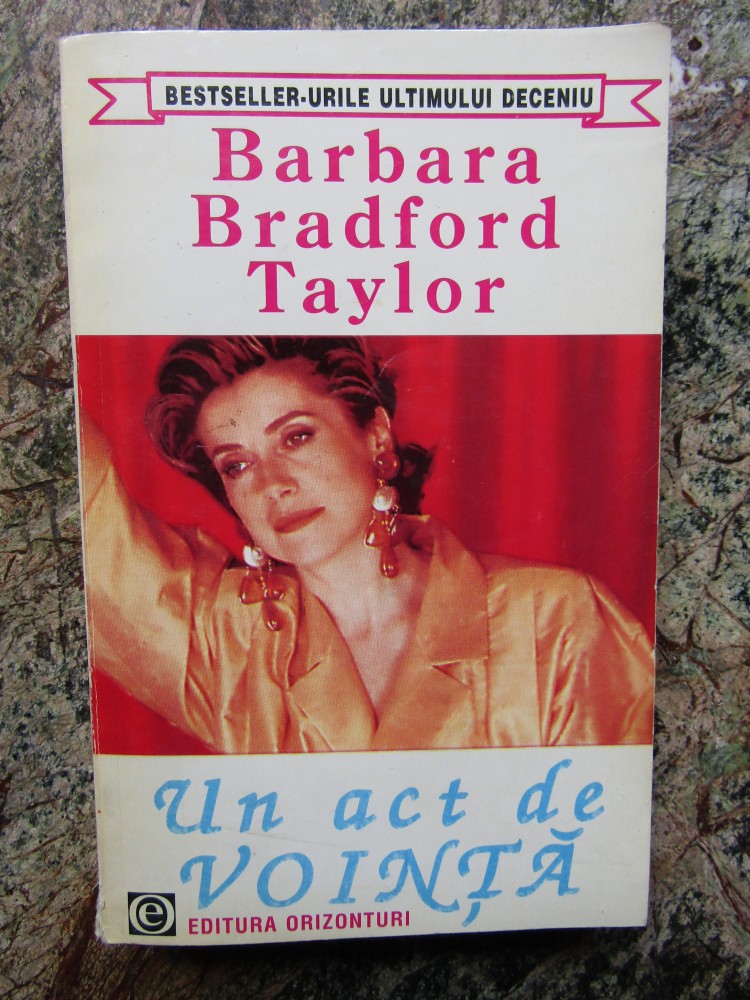 BESTSELLER-URILE ULTIMULUI DECENIU
Barbara
Bradford
Taylor
Un act de
VOINȚĂ
e
EDITURA ORIZONTURI